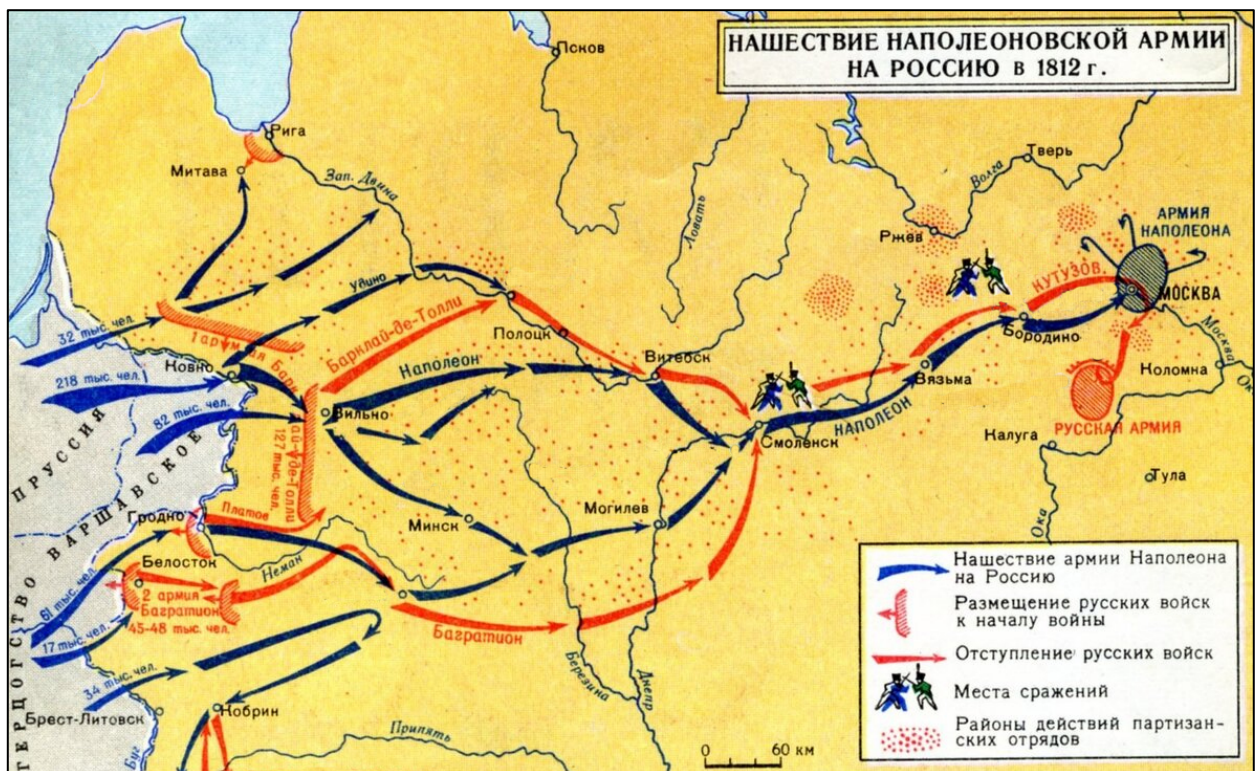 НАШЕСТВИЕ НАПОЛЕОНОВСКОЙ АРМИИ
НА РОССИЮ В 1812 г.
Псков
Рига
Митава
Зап. Двина
Ловать
Волга
Тверь
Ржев
АРМИЯ
НАПОЛЕОНА
КУТУЗОВ
МОСКВА
Москва
Бородино
Коломна
Ока
Вязьма
РУССКАЯ АРМИЯ
Калуга
Тула
Ока
Удино
Полоцк
Витебск
Барклай-де-Толли
Наполеон
32 тыс. чел.
1 армия Барклай-де-Толли
127 тыс. чел.
Ковно
218 тыс. чел.
82 тыс. чел.
Вильно
НАПОЛЕОН
Смоленск
ПРУССИЯ
ГЕРЦОГСТВО ВАРШАВСКОЕ
Платов
Гродно
Минск
Могилев
Белосток
Неман
61 тыс. чел.
2 армия
Багратион
45-48 тыс. чел.
17 тыс. чел.
Багратион
34 тыс. чел.
Березина
Днепр
Брест-Литовск
Кобрин
Припять
Буг
0 60 км
Нашествие армии Наполеона
на Россию
Размещение русских войск
к началу войны
Отступление русских войск
Места сражений
Районы действий партизан-
ских отрядов